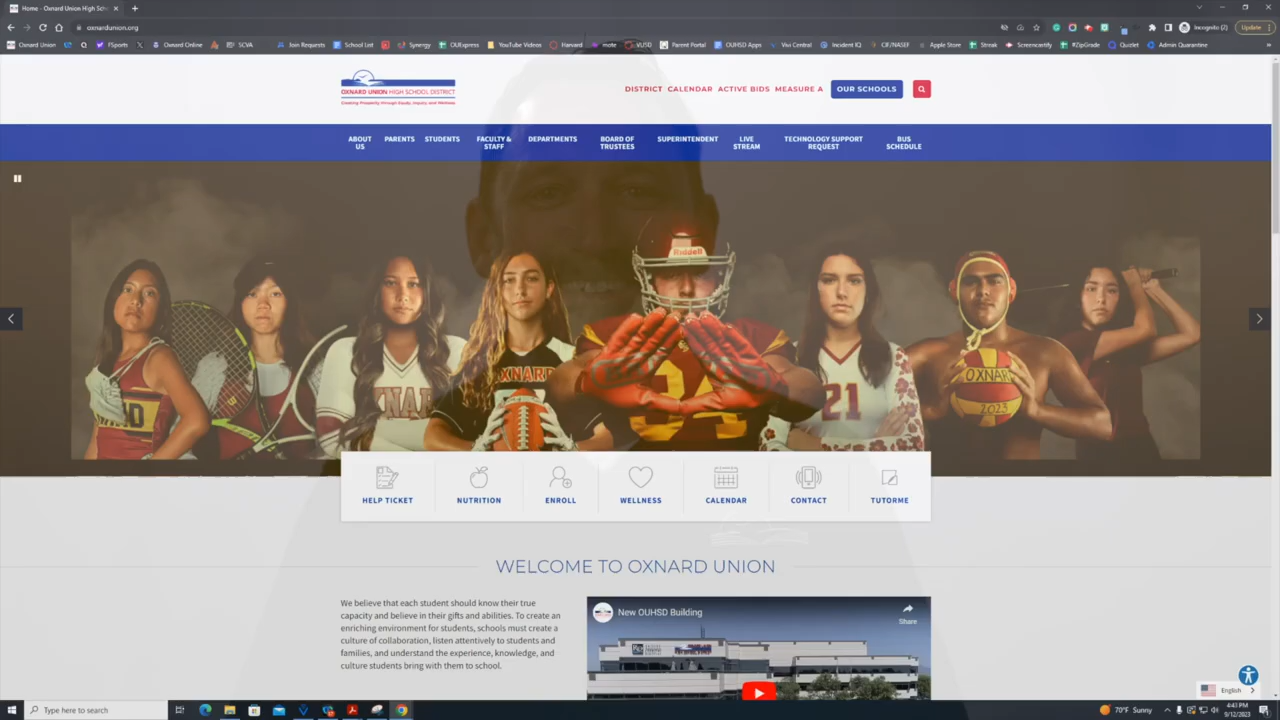 Home - Oxnard Union High Sch
oxnardunion.org
Incognito (2)
Update
Oxnard Union
FSports
Oxnard Online
SCVA
Join Requests
School List
Synergy
OUExpress
YouTube Videos
Harvard
mote
VUSD
Parent Portal
OUHSD Apps
Vivi Central
Incident IQ
CIF/NASEF
Apple Store
Streak
Screencastify
#ZipGrade
Quizlet
Admin Quarantine
OXNARD UNION HIGH SCHOOL DISTRICT
Creating Prosperity through Equity, Inquiry and Wellness
DISTRICT CALENDAR ACTIVE BIDS MEASURE A OUR SCHOOLS
ABOUT US
PARENTS
STUDENTS
FACULTY & STAFF
DEPARTMENTS
BOARD OF TRUSTEES
SUPERINTENDENT
LIVE STREAM
TECHNOLOGY SUPPORT REQUEST
BUS SCHEDULE
Riddell
OXNARD
21
OXNAR
2023
HELP TICKET
NUTRITION
ENROLL
WELLNESS
CALENDAR
CONTACT
TUTORME
WELCOME TO OXNARD UNION
We believe that each student should know their true
capacity and believe in their gifts and abilities. To create an
enriching environment for students, schools must create a
culture of collaboration, listen attentively to students and
families, and understand the experience, knowledge, and
culture students bring with them to school.
New OUHSD Building
Share
English
Type here to search
70°F Sunny
4:43 PM
9/12/2023